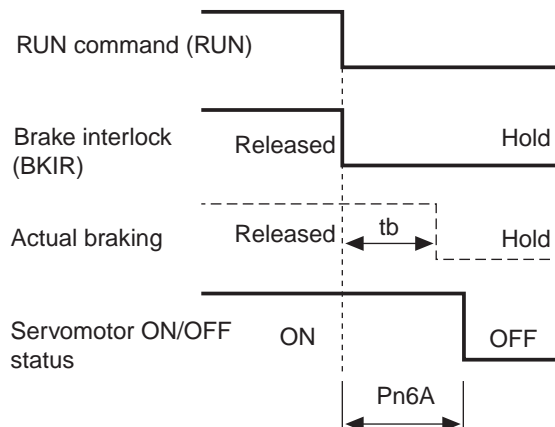 RUN command (RUN)
Brake interlock
(BKIR)
Released
Hold
Actual braking
Released
tb
Hold
Servomotor ON/OFF
status
ON
OFF
Pn6A